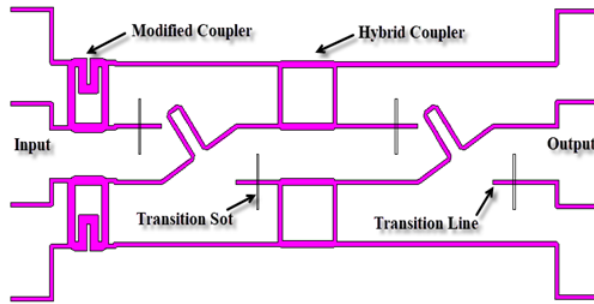 Modified Coupler
Hybrid Coupler
Input
Output
Transition Sot
Transition Line